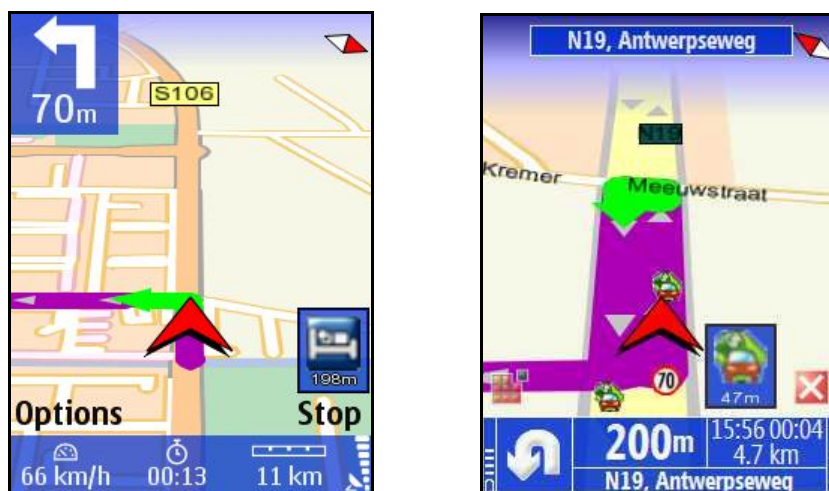 70m
S106
198m
Options Stop
66 km/h 00:13 11 km
N19, Antwerpseweg
N19
Kremer
Meeuwstraat
70
47m
200m
15:56 00:04
4.7 km
N19, Antwerpseweg